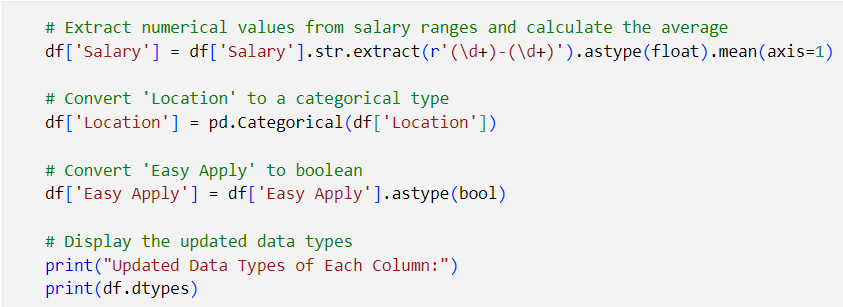 # Extract numerical values from salary ranges and calculate the average
df['Salary'] = df['Salary'].str.extract(r'(\d+)-(\d+)').astype(float).mean(axis=1)
# Convert 'Location' to a categorical type
df['Location'] = pd.Categorical(df['Location'])
# Convert 'Easy Apply' to boolean
df['Easy Apply'] = df['Easy Apply'].astype(bool)
# Display the updated data types
print("Updated Data Types of Each Column:")
print(df.dtypes)